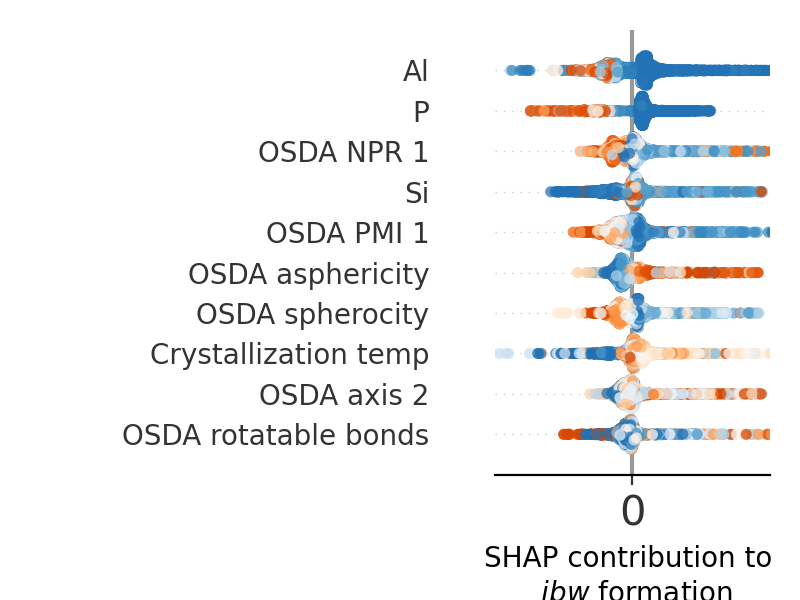 Al
P
OSDA NPR 1
Si
OSDA PMI 1
OSDA asphericity
OSDA spherocity
Crystallization temp
OSDA axis 2
OSDA rotatable bonds
0
SHAP contribution to
ibw formation